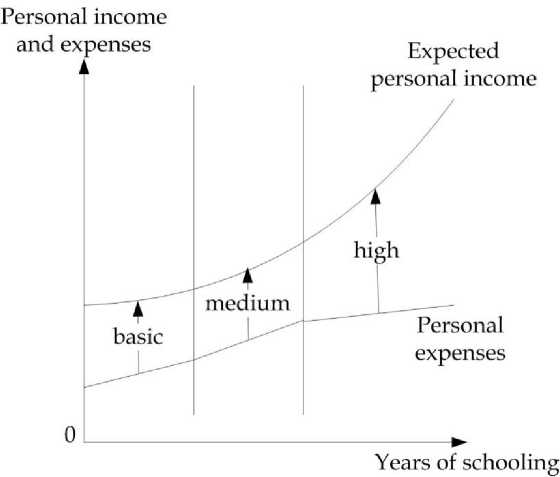 Personal income
and expenses
Expected
personal income
high
medium
basic
Personal
expenses
0
Years of schooling